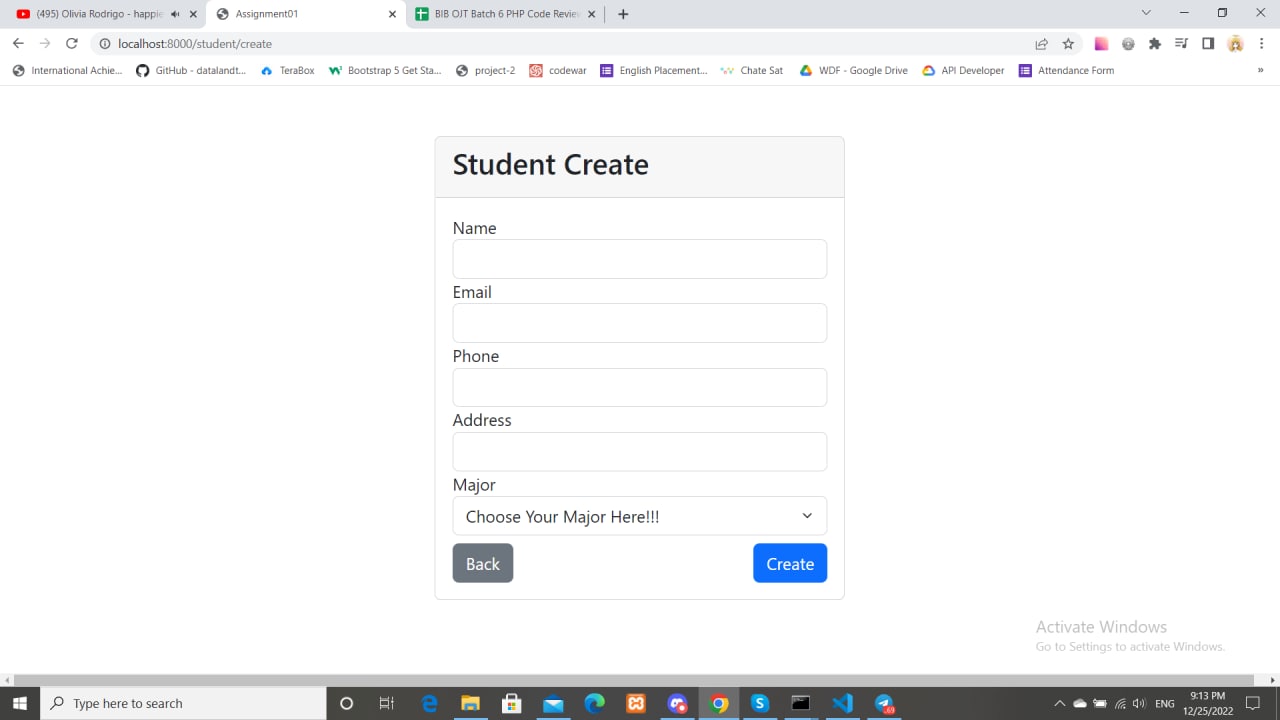 (495) Olivia Rodrigo - happie
Assignment01
BIB OJT Batch 6 PHP Code Review
localhost:8000/student/create
International Achie...
GitHub - datalandt...
TeraBox
Bootstrap 5 Get Sta...
project-2
codewar
English Placement...
Chate Sat
WDF - Google Drive
API Developer
Attendance Form
»
Student Create
Name
Email
Phone
Address
Major
Choose Your Major Here!!!
Back
Create
Activate Windows
Go to Settings to activate Windows.
Type here to search
ENG
9:13 PM
12/25/2022